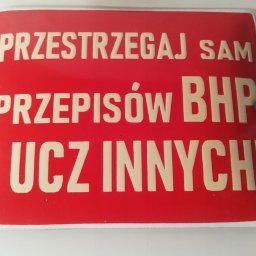 PRZESTRZEGAJ SAM
PRZEPISÓW BHP
UCZ INNYCH